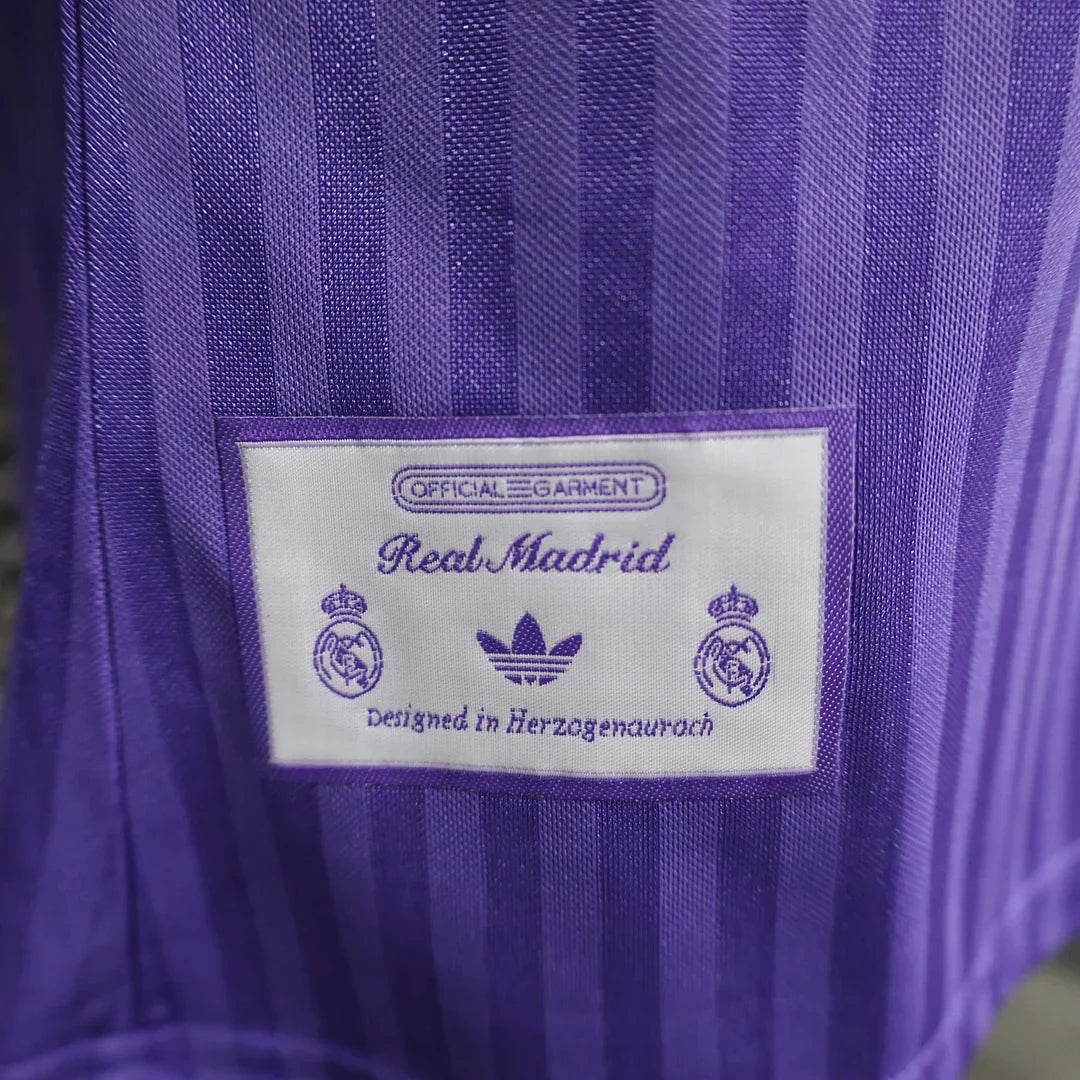 OFFICIAL GARMENT
Real Madrid
Designed in Herzogenaurach